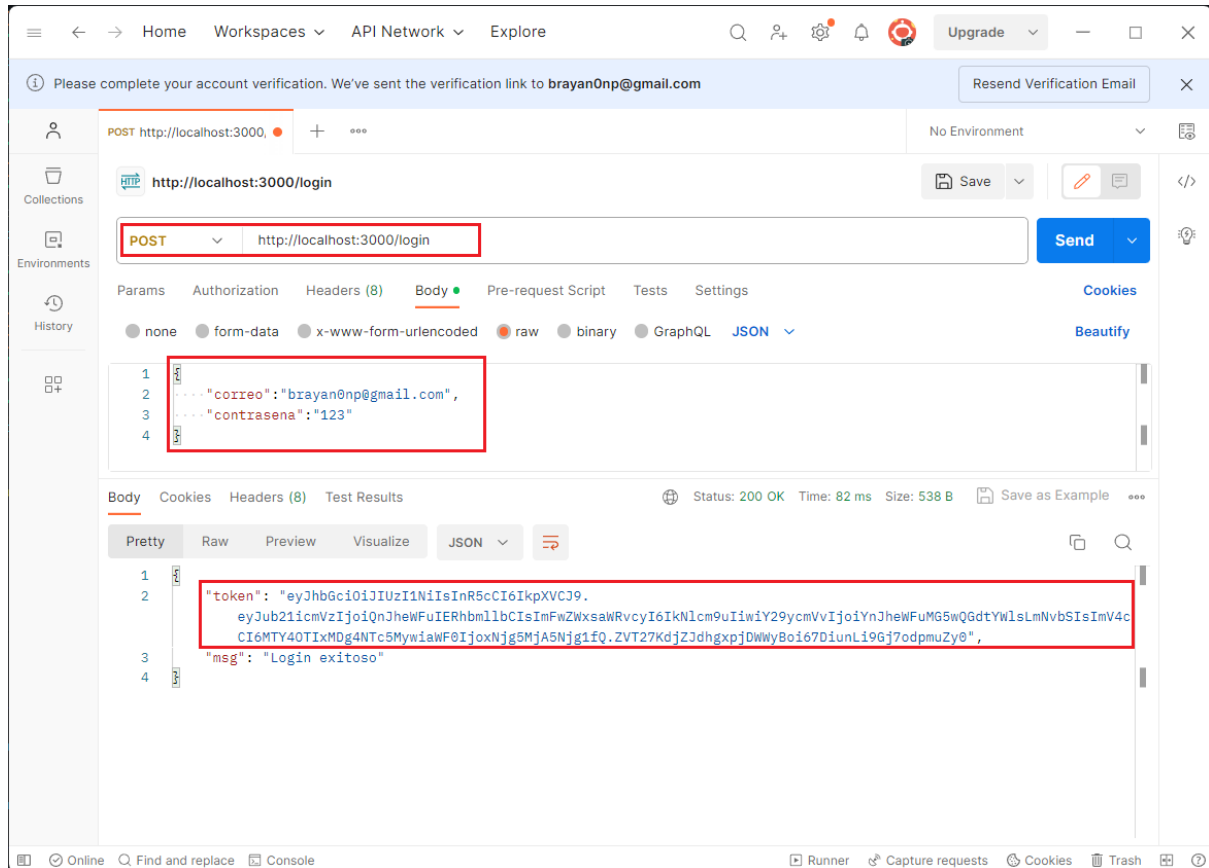 Home Workspaces API Network Explore Upgrade
Please complete your account verification. We've sent the verification link to brayan0np@gmail.com Resend Verification Email
POST http://localhost:3000, No Environment
HTTP http://localhost:3000/login Save
Collections
Environments
History
POST http://localhost:3000/login Send
Params Authorization Headers (8) Body Pre-request Script Tests Settings Cookies
none form-data x-www-form-urlencoded raw binary GraphQL JSON Beautify
1 {
2 "correo":"brayan0np@gmail.com",
3 "contrasena":"123"
4 }
Body Cookies Headers (8) Test Results Status: 200 OK Time: 82 ms Size: 538 B Save as Example
Pretty Raw Preview Visualize JSON
1 {
2 "token": "eyJhbGciOiJIUzI1NiIsInR5cCI6IkpXVCJ9.
eyJub21icmVzIjoiQnJheWFuIERhbmllbCIsImFwZWxsaWRvcyI6IkNlcm9uIiwiY29ycmVvIjoiYnJheWFuMG5wQGdtYWlsLmNvbSIsImV4c
CI6MTY4OTIxMDg4NTc5MywiaWF0IjoxNjg5MjA5Njg1fQ.ZVT27KdjZJdhgxpjDWWyBoi67DiunLi9Gj7odpmuZy0",
3 "msg": "Login exitoso"
4 }
Online Find and replace Console Runner Capture requests Cookies Trash